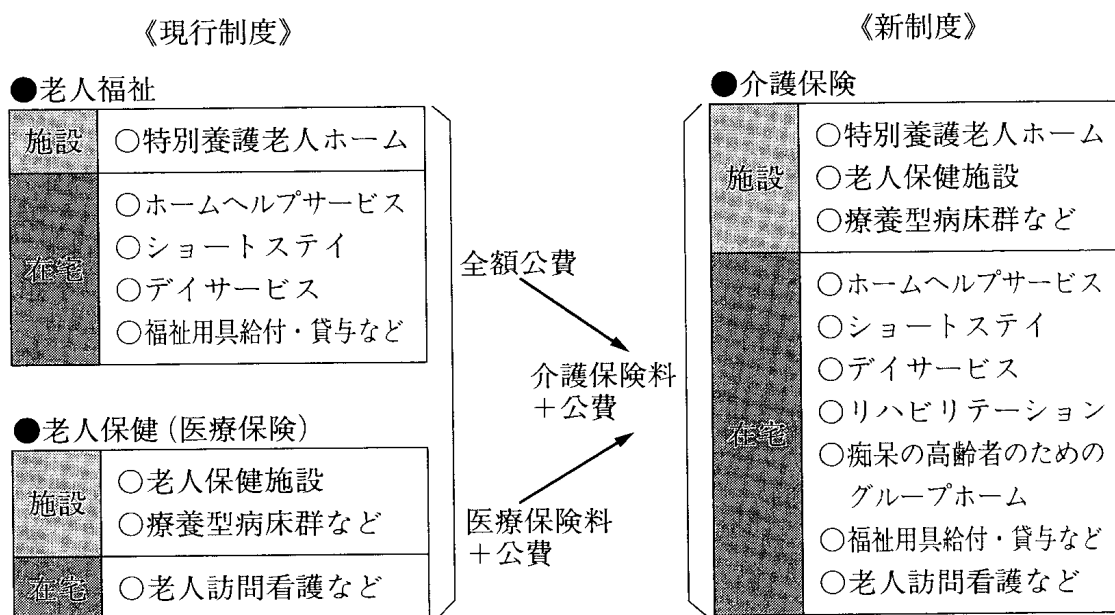 《現行制度》
●老人福祉
施設
○特別養護老人ホーム
在宅
○ホームヘルプサービス
○ショートステイ
○デイサービス
○福祉用具給付・貸与など
●老人保健(医療保険)
施設
○老人保健施設
○療養型病床群など
在宅
○老人訪問看護など
全額公費
介護保険料
+公費
医療保険料
+公費
《新制度》
●介護保険
施設
○特別養護老人ホーム
○老人保健施設
○療養型病床群など
在宅
○ホームヘルプサービス
○ショートステイ
○デイサービス
○リハビリテーション
○痴呆の高齢者のための
グループホーム
○福祉用具給付・貸与など
○老人訪問看護など